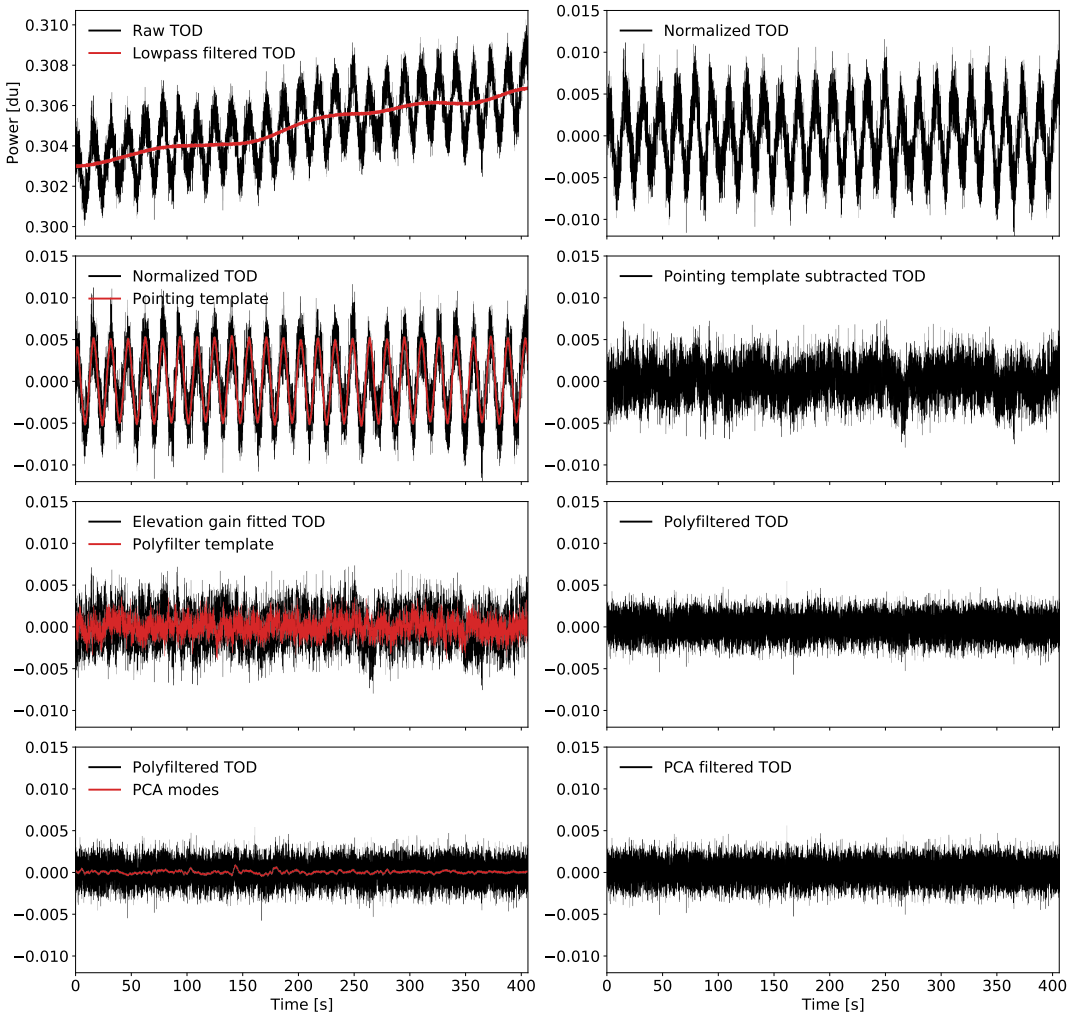 0.310
0.308
0.306
0.304
0.302
0.300
Power [du]
Raw TOD
Lowpass filtered TOD
0.015
0.010
0.005
0.000
−0.005
−0.010
Normalized TOD
0.015
0.010
0.005
0.000
−0.005
−0.010
Normalized TOD
Pointing template
0.015
0.010
0.005
0.000
−0.005
−0.010
Pointing template subtracted TOD
0.015
0.010
0.005
0.000
−0.005
−0.010
Elevation gain fitted TOD
Polyfilter template
0.015
0.010
0.005
0.000
−0.005
−0.010
Polyfiltered TOD
0.015
0.010
0.005
0.000
−0.005
−0.010
Polyfiltered TOD
PCA modes
0 50 100 150 200 250 300 350 400
Time [s]
0.015
0.010
0.005
0.000
−0.005
−0.010
PCA filtered TOD
0 50 100 150 200 250 300 350 400
Time [s]